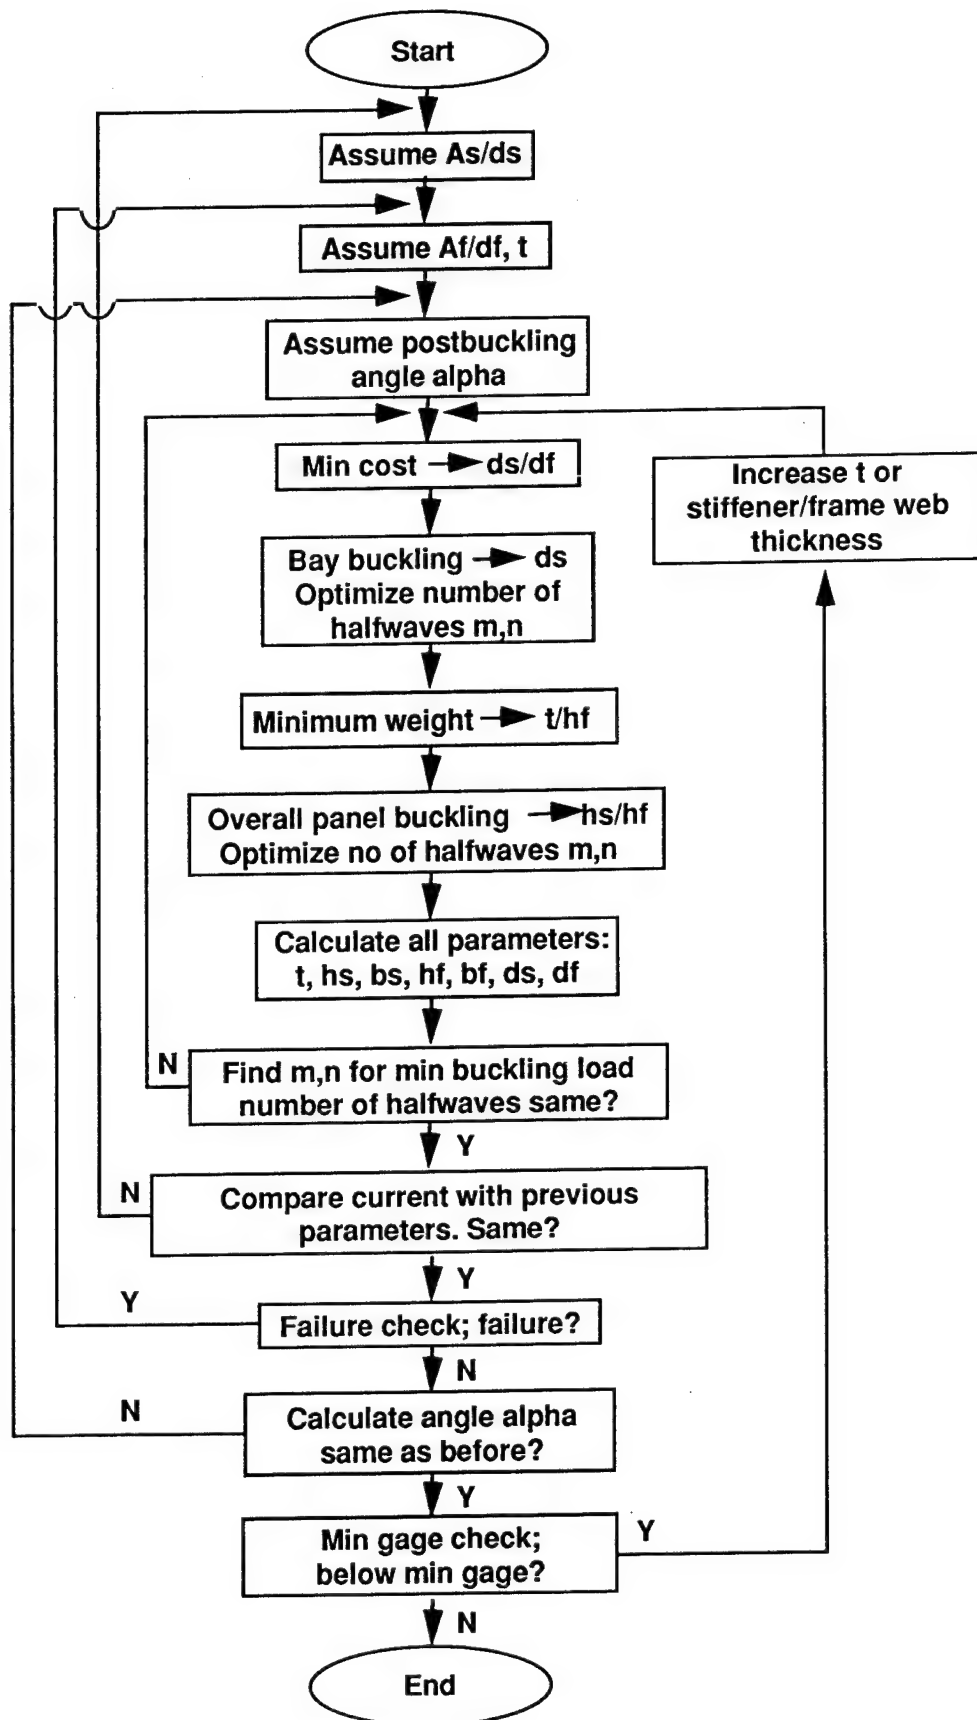 Start
Assume As/ds
Assume Af/df, t
Assume postbuckling
angle alpha
Min cost → ds/df
Increase t or
stiffener/frame web
thickness
Bay buckling → ds
Optimize number of
halfwaves m,n
Minimum weight → t/hf
Overall panel buckling → hs/hf
Optimize no of halfwaves m,n
Calculate all parameters:
t, hs, bs, hf, bf, ds, df
N
Find m,n for min buckling load
number of halfwaves same?
Y
N
Compare current with previous
parameters. Same?
Y
Y
Failure check; failure?
N
N
Calculate angle alpha
same as before?
Y
Min gage check;
below min gage?
Y
N
End